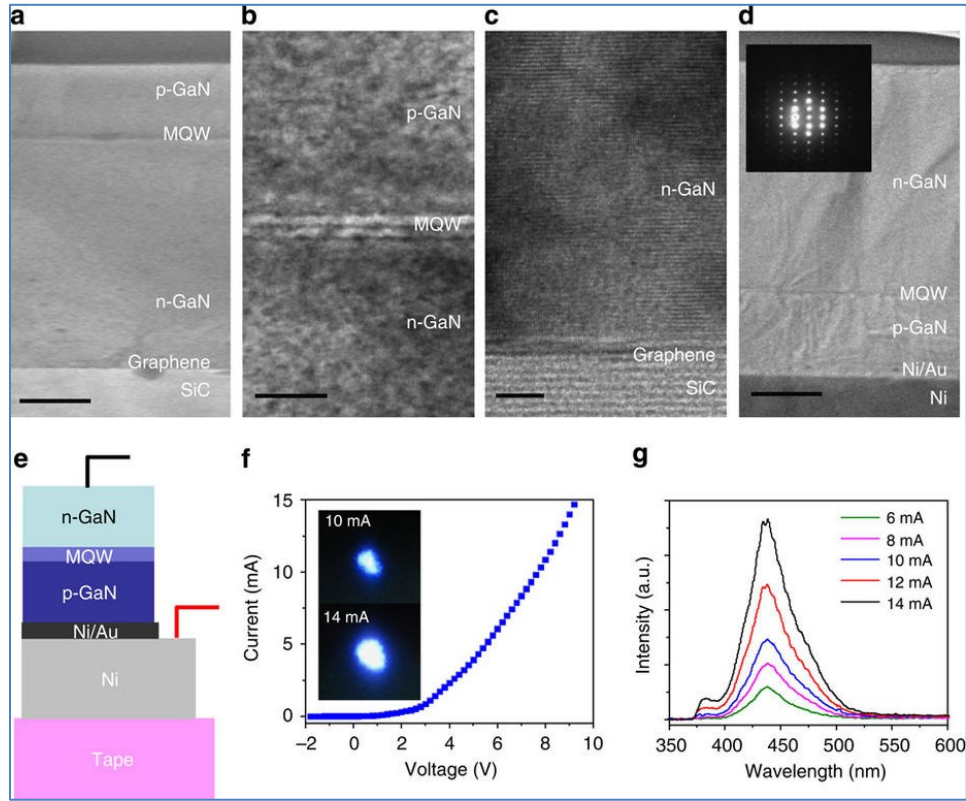 a
p-GaN
MQW
n-GaN
Graphene
SiC
b
p-GaN
MQW
n-GaN
c
n-GaN
Graphene
SiC
d
n-GaN
MQW
p-GaN
Ni/Au
Ni
e
n-GaN
MQW
p-GaN
Ni/Au
Ni
Tape
f
15
10
5
0
Current (mA)
10 mA
14 mA
−2 0 2 4 6 8 10
Voltage (V)
g
Intensity (a.u.)
6 mA
8 mA
10 mA
12 mA
14 mA
350 400 450 500 550 600
Wavelength (nm)